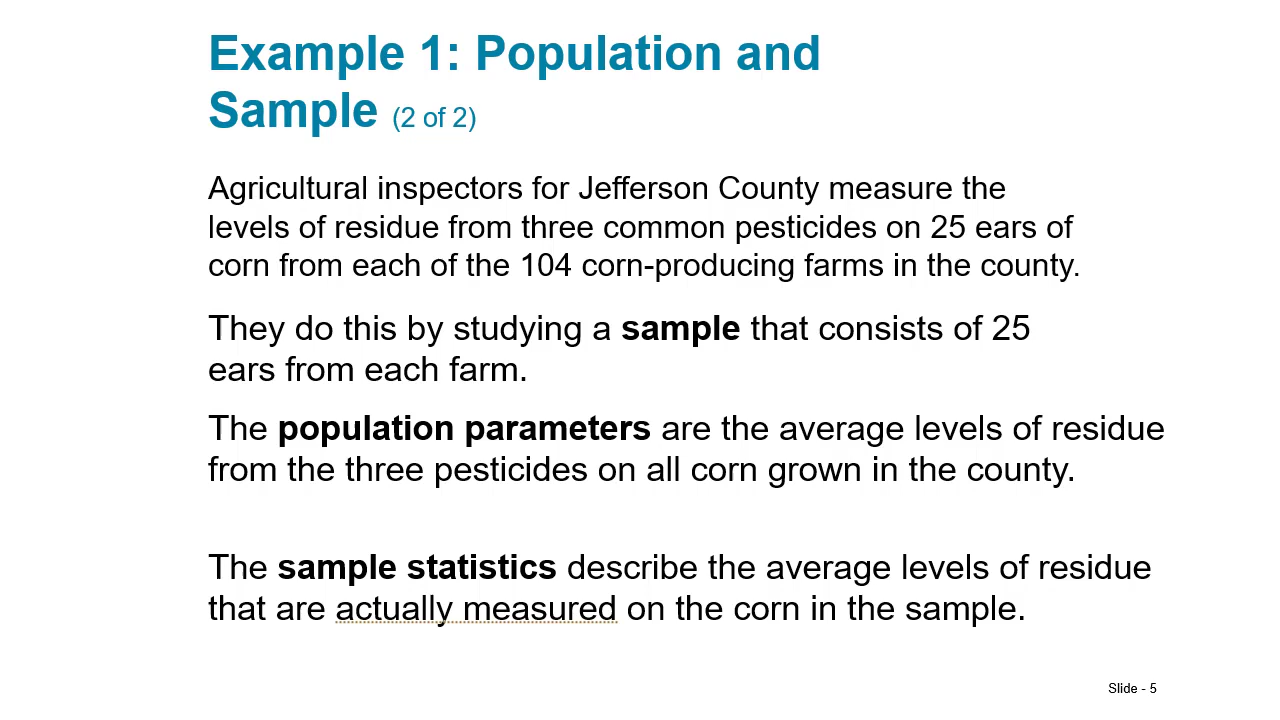 Example 1: Population and
Sample (2 of 2)
Agricultural inspectors for Jefferson County measure the
levels of residue from three common pesticides on 25 ears of
corn from each of the 104 corn-producing farms in the county.
They do this by studying a sample that consists of 25
ears from each farm.
The population parameters are the average levels of residue
from the three pesticides on all corn grown in the county.
The sample statistics describe the average levels of residue
that are actually measured on the corn in the sample.
Slide - 5